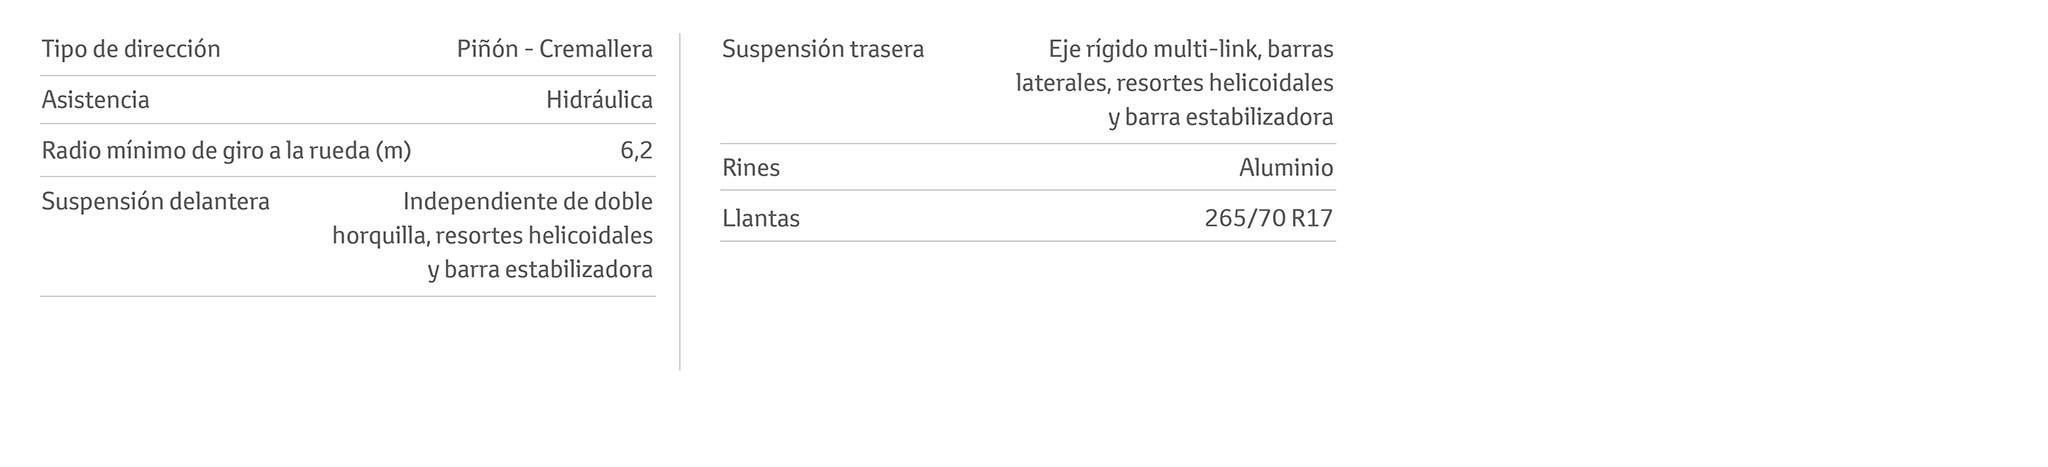 Tipo de dirección Piñón - Cremallera
Asistencia Hidráulica
Radio mínimo de giro a la rueda (m) 6,2
Suspensión delantera Independiente de doble
horquilla, resortes helicoidales
y barra estabilizadora
Suspensión trasera Eje rígido multi-link, barras
laterales, resortes helicoidales
y barra estabilizadora
Rines Aluminio
Llantas 265/70 R17